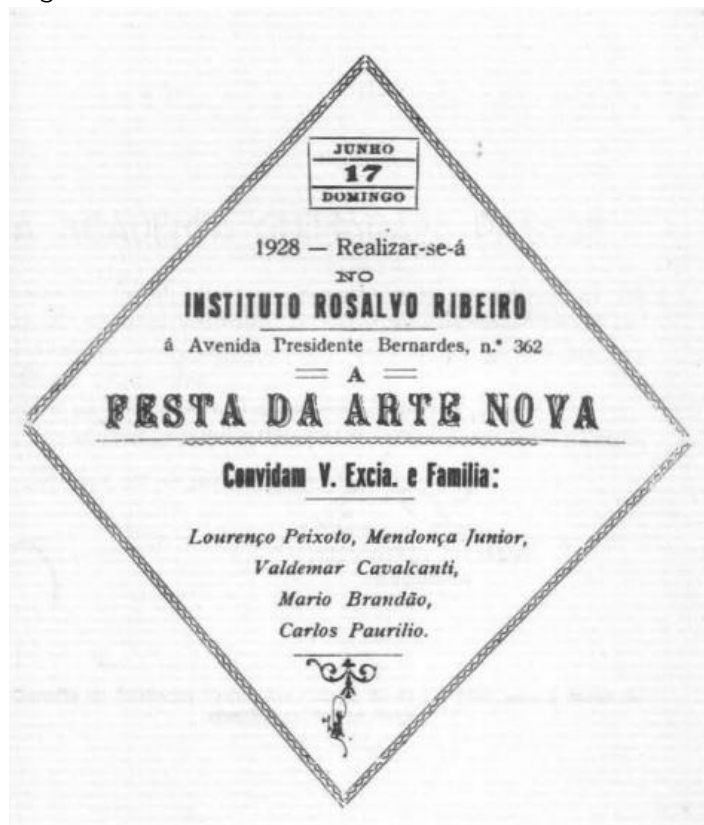 JUNHO
17
DOMINGO
1928 — Realizar-se-á
NO
INSTITUTO ROSALVO RIBEIRO
á Avenida Presidente Bernardes, n.º 362
A
FESTA DA ARTE NOVA
Convidam V. Excia. e Familia:
Lourenço Peixoto, Mendonça Junior,
Valdemar Cavalcanti,
Mario Brandão,
Carlos Paurilio.